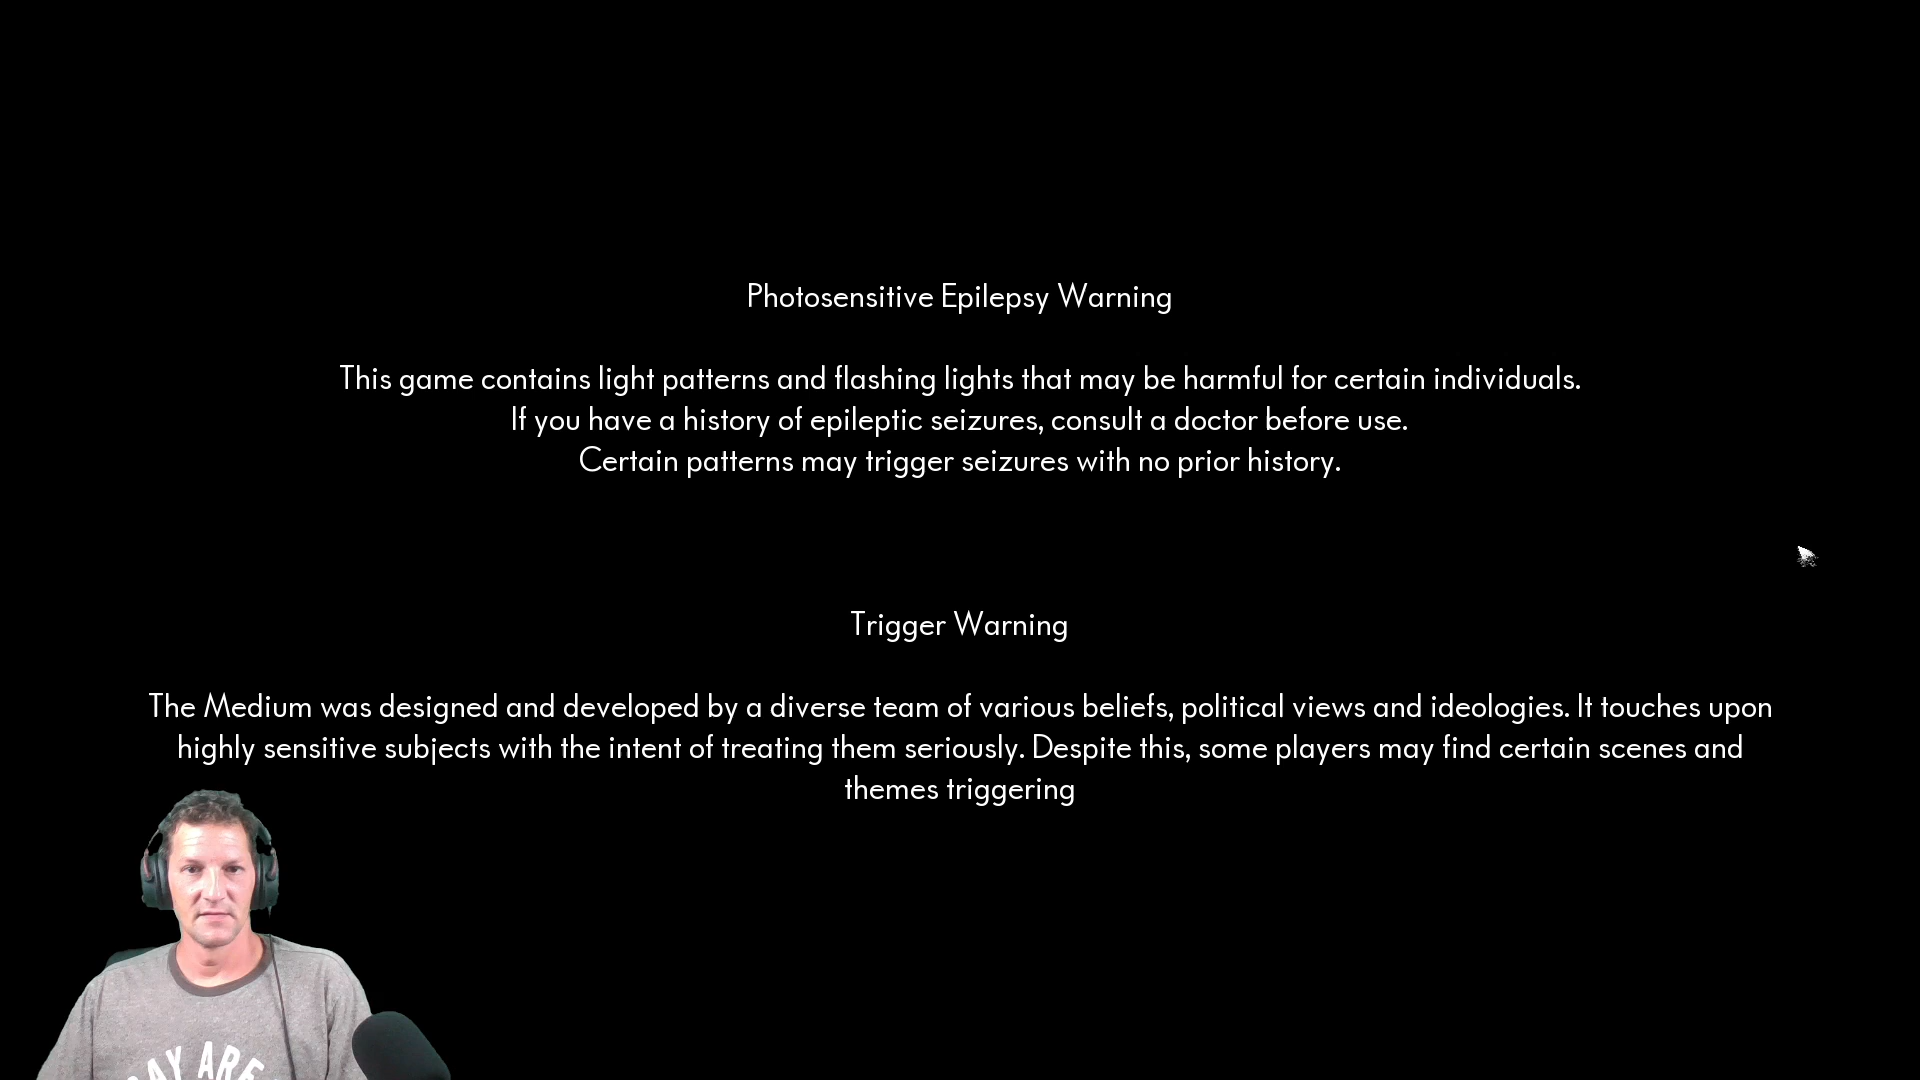 Photosensitive Epilepsy Warning
This game contains light patterns and flashing lights that may be harmful for certain individuals.
If you have a history of epileptic seizures, consult a doctor before use.
Certain patterns may trigger seizures with no prior history.
Trigger Warning
The Medium was designed and developed by a diverse team of various beliefs, political views and ideologies. It touches upon
highly sensitive subjects with the intent of treating them seriously. Despite this, some players may find certain scenes and
themes triggering
AY ARE